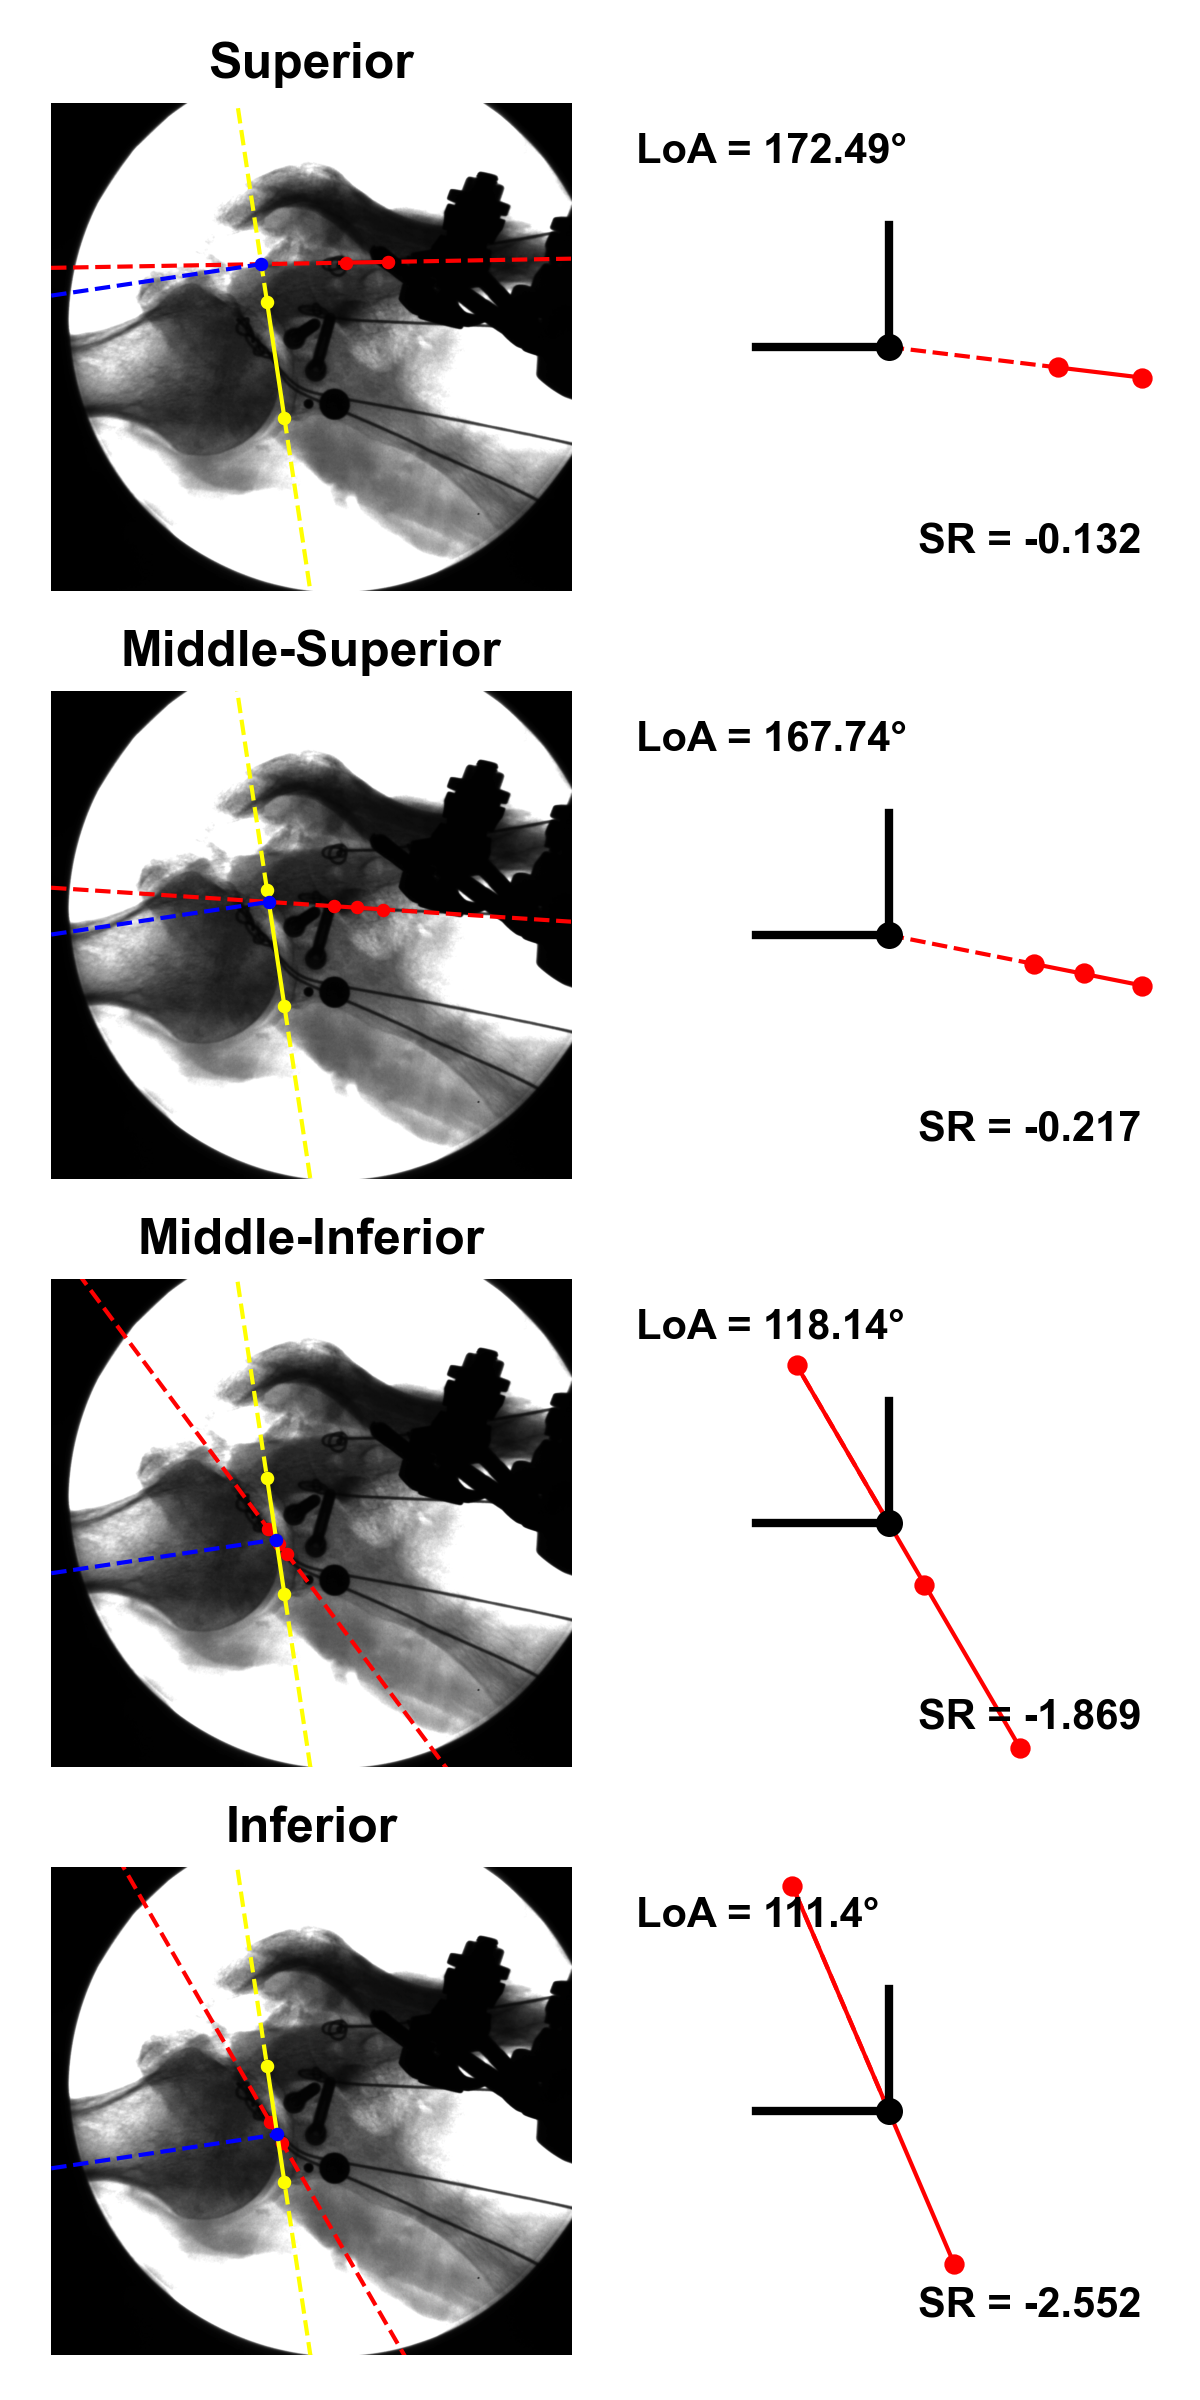 Superior
LoA = 172.49°
SR = -0.132
Middle-Superior
LoA = 167.74°
SR = -0.217
Middle-Inferior
LoA = 118.14°
SR = -1.869
Inferior
LoA = 111.4°
SR = -2.552